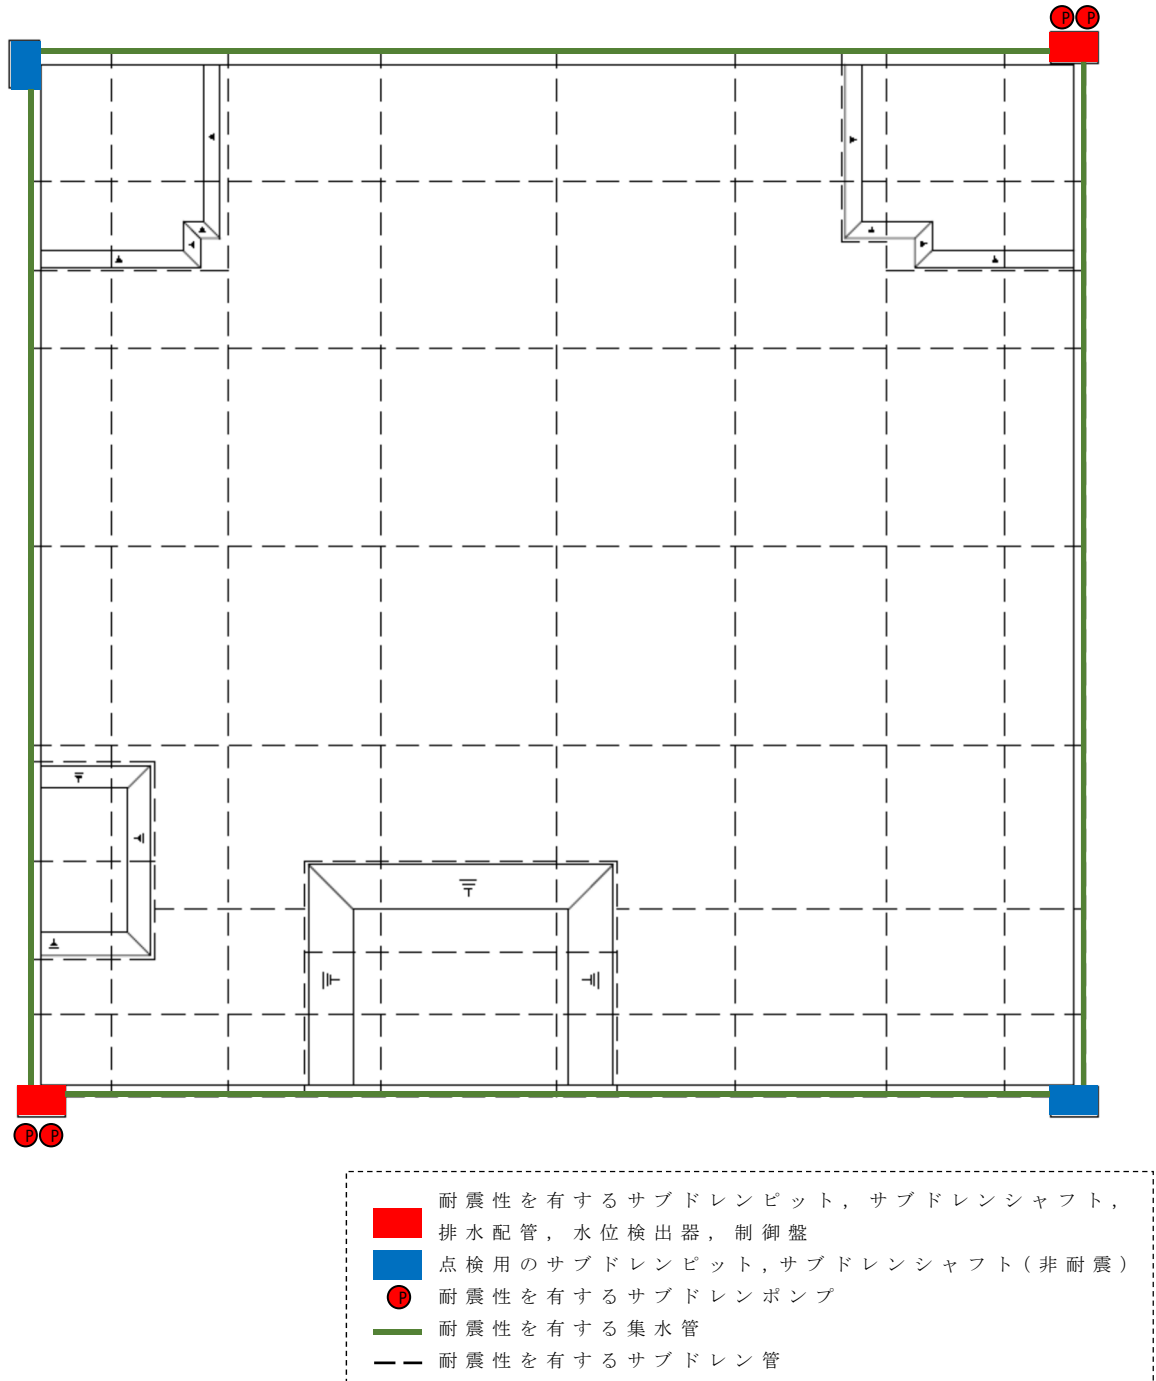 P P
P P
耐震性を有するサブドレンピット, サブドレンシャフト,
排水配管, 水位検出器, 制御盤
点検用のサブドレンピット,サブドレンシャフト(非耐震)
P 耐震性を有するサブドレンポンプ
耐震性を有する集水管
耐震性を有するサブドレン管